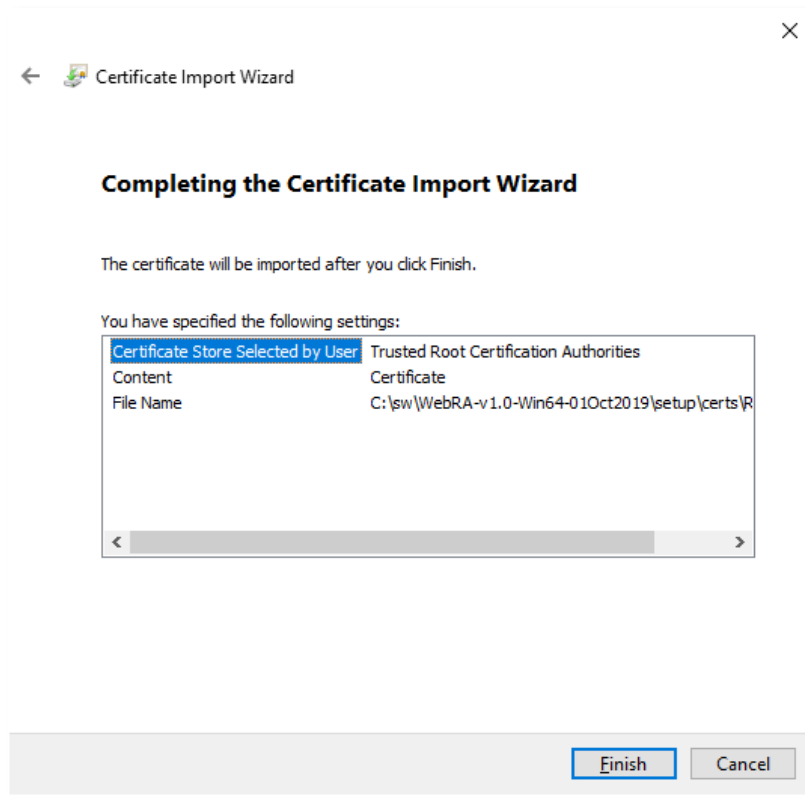 Certificate Import Wizard
Completing the Certificate Import Wizard
The certificate will be imported after you click Finish.
You have specified the following settings:
Certificate Store Selected by User Trusted Root Certification Authorities
Content Certificate
File Name C:\sw\WebRA-v1.0-Win64-01Oct2019\setup\certs\R
Finish Cancel